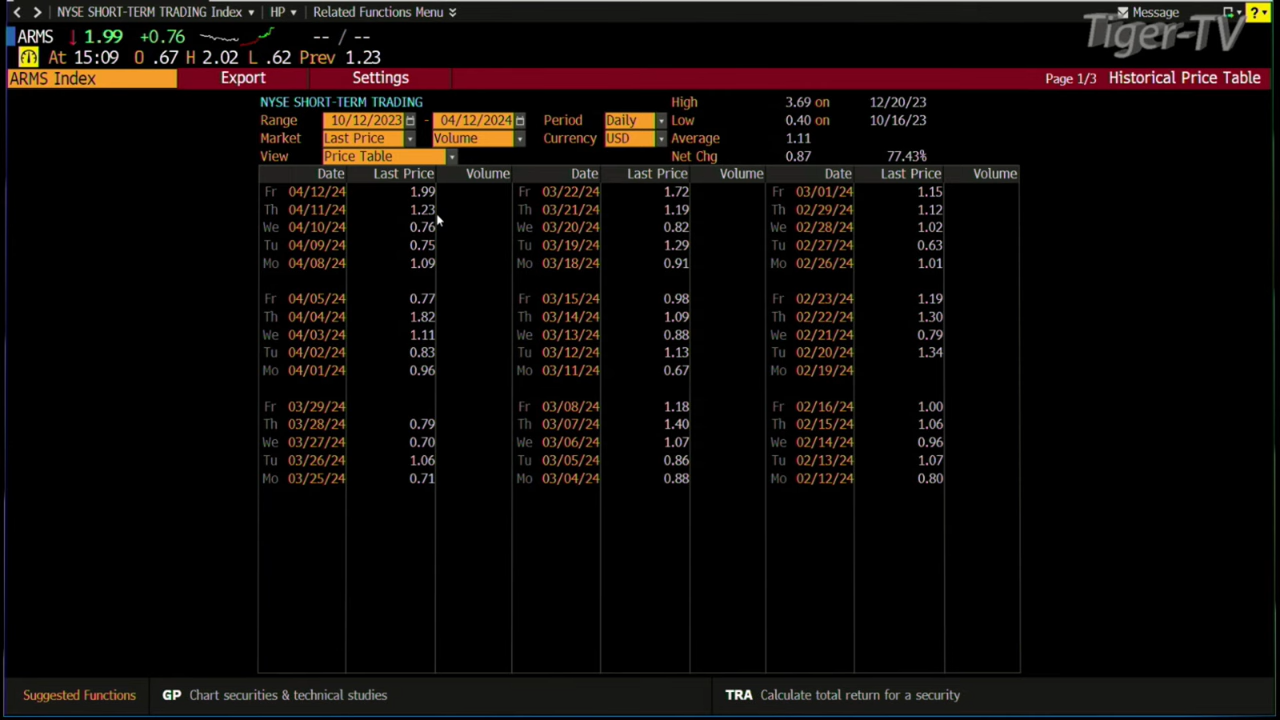 NYSE SHORT-TERM TRADING Index HP Related Functions Menu Message ?
Tiger-TV
ARMS ↓ 1.99 +0.76 -- / --
At 15:09 O .67 H 2.02 L .62 Prev 1.23
ARMS Index Export Settings Page 1/3 Historical Price Table
NYSE SHORT-TERM TRADING High 3.69 on 12/20/23
Range 10/12/2023 - 04/12/2024 Period Daily Low 0.40 on 10/16/23
Market Last Price Volume Currency USD Average 1.11
View Price Table Net Chg 0.87 77.43%
Date Last Price Volume Date Last Price Volume Date Last Price Volume
Fr 04/12/24 1.99 Fr 03/22/24 1.72 Fr 03/01/24 1.15
Th 04/11/24 1.23 Th 03/21/24 1.19 Th 02/29/24 1.12
We 04/10/24 0.76 We 03/20/24 0.82 We 02/28/24 1.02
Tu 04/09/24 0.75 Tu 03/19/24 1.29 Tu 02/27/24 0.63
Mo 04/08/24 1.09 Mo 03/18/24 0.91 Mo 02/26/24 1.01
Fr 04/05/24 0.77 Fr 03/15/24 0.98 Fr 02/23/24 1.19
Th 04/04/24 1.82 Th 03/14/24 1.09 Th 02/22/24 1.30
We 04/03/24 1.11 We 03/13/24 0.88 We 02/21/24 0.79
Tu 04/02/24 0.83 Tu 03/12/24 1.13 Tu 02/20/24 1.34
Mo 04/01/24 0.96 Mo 03/11/24 0.67 Mo 02/19/24
Fr 03/29/24 Fr 03/08/24 1.18 Fr 02/16/24 1.00
Th 03/28/24 0.79 Th 03/07/24 1.40 Th 02/15/24 1.06
We 03/27/24 0.70 We 03/06/24 1.07 We 02/14/24 0.96
Tu 03/26/24 1.06 Tu 03/05/24 0.86 Tu 02/13/24 1.07
Mo 03/25/24 0.71 Mo 03/04/24 0.88 Mo 02/12/24 0.80
Suggested Functions GP Chart securities & technical studies TRA Calculate total return for a security